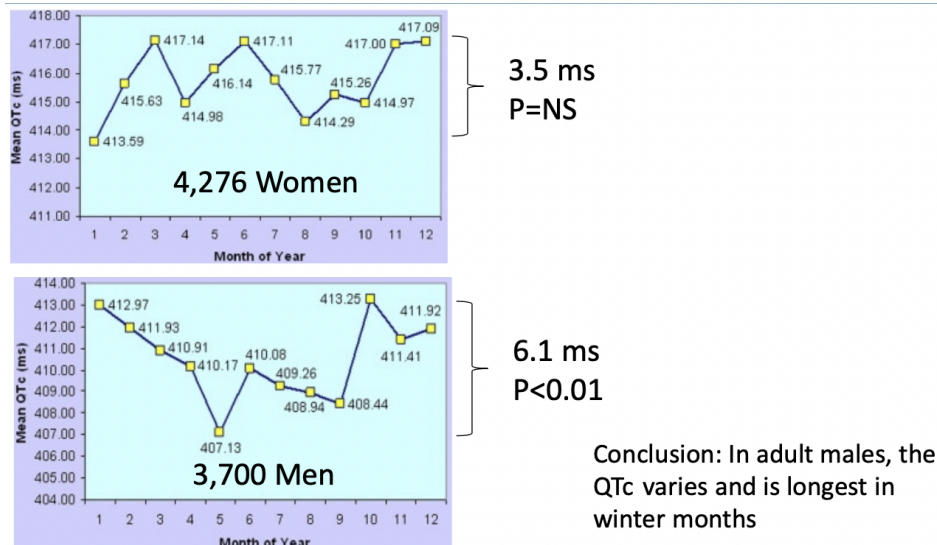 418.00
417.00
416.00
415.00
414.00
413.00
412.00
411.00
Mean QTc (ms)
413.59
415.63
417.14
414.98
416.14
417.11
415.77
414.29
415.26
414.97
417.00
417.09
4,276 Women
1 2 3 4 5 6 7 8 9 10 11 12
Month of Year
3.5 ms
P=NS
414.00
413.00
412.00
411.00
410.00
409.00
408.00
407.00
406.00
405.00
404.00
Mean QTc (ms)
412.97
411.93
410.91
410.17
407.13
410.08
409.26
408.94
408.44
413.25
411.41
411.92
3,700 Men
1 2 3 4 5 6 7 8 9 10 11 12
Month of Year
6.1 ms
P<0.01
Conclusion: In adult males, the
QTc varies and is longest in
winter months